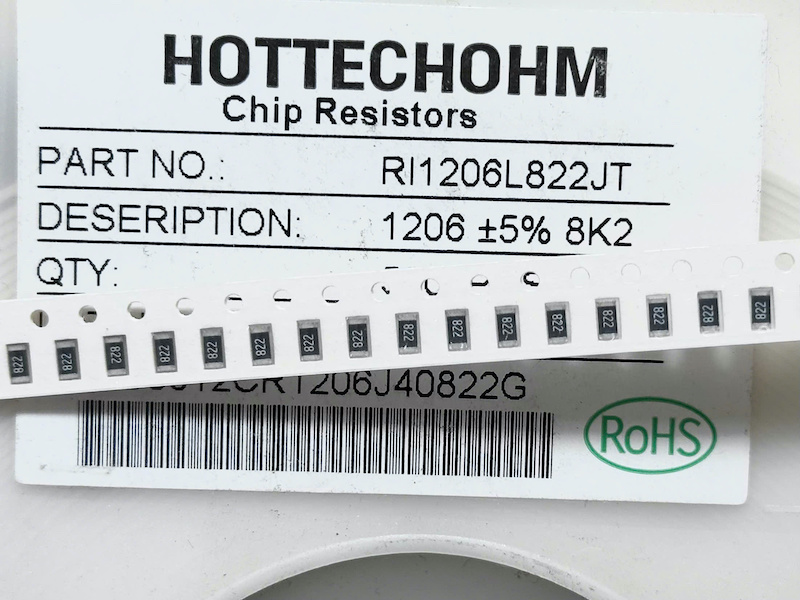 HOTTECHOHM
Chip Resistors
PART NO.: RI1206L822JT
DESERIPTION: 1206 ±5% 8K2
QTY:
822 822 822 822 822 822 822 822 822 822 822 822 822 822 822 822
CR1206J40822G
RoHS